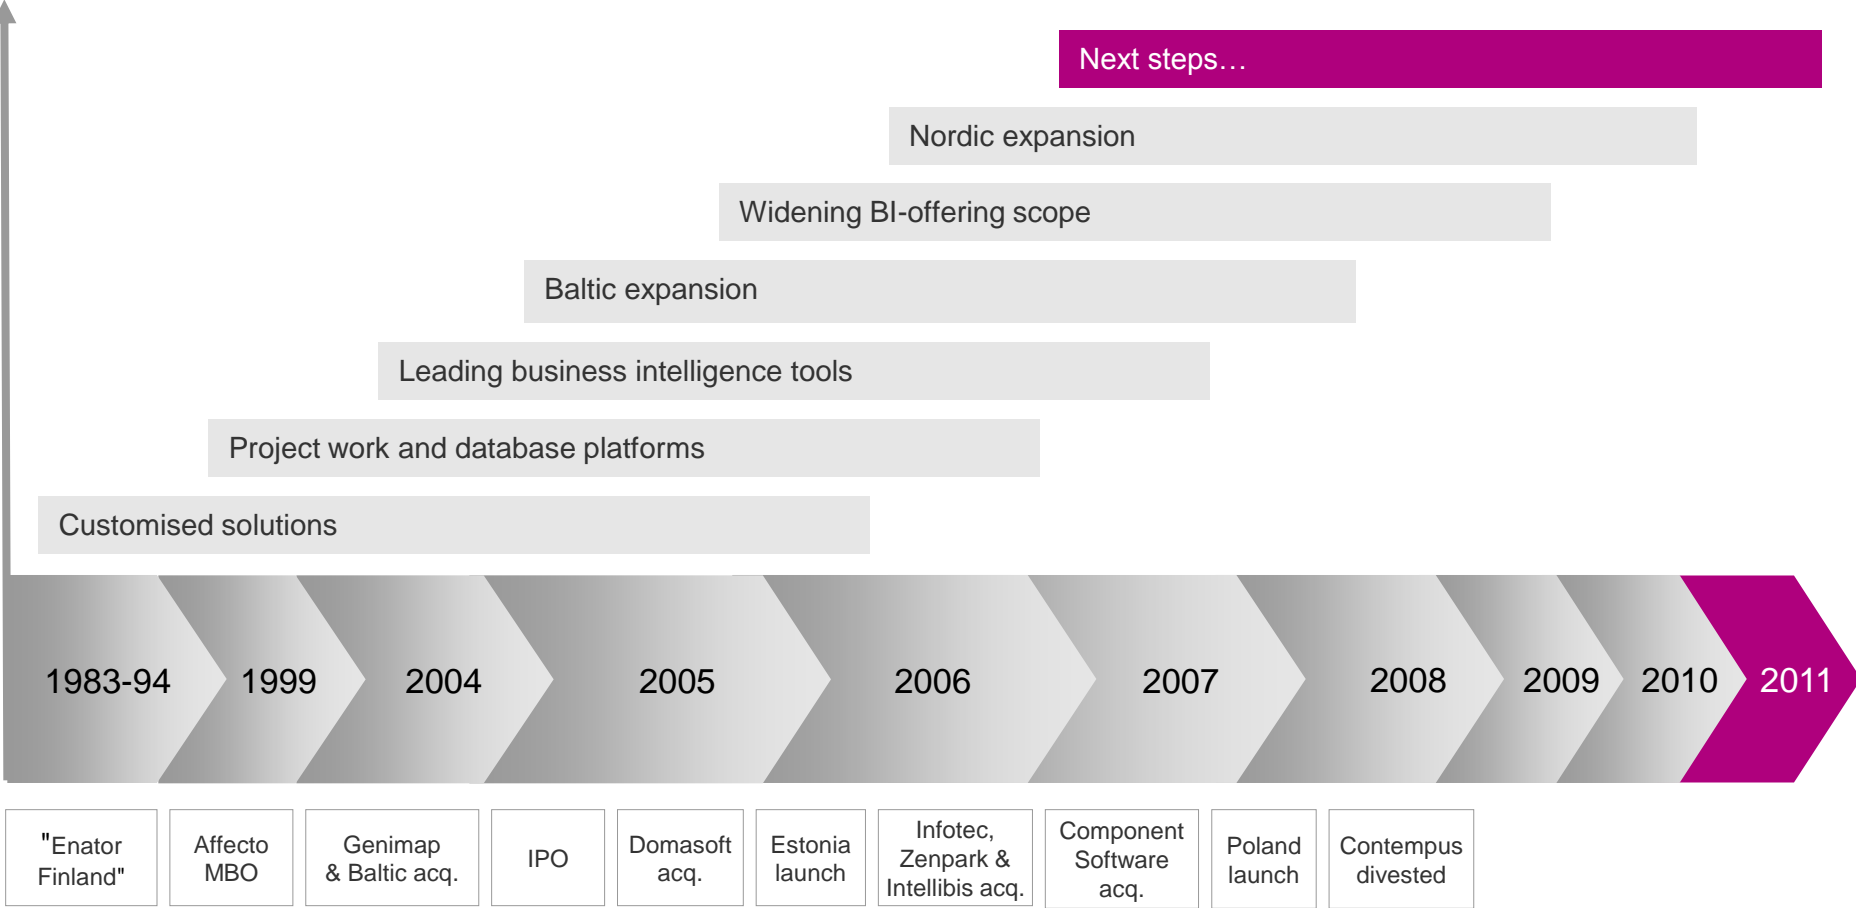 Next steps…
Nordic expansion
Widening BI-offering scope
Baltic expansion
Leading business intelligence tools
Project work and database platforms
Customised solutions
1983-94
1999
2004
2005
2006
2007
2008
2009
2010
2011
"Enator
Finland"
Affecto
MBO
Genimap
& Baltic acq.
IPO
Domasoft
acq.
Estonia
launch
Infotec,
Zenpark &
Intellibis acq.
Component
Software
acq.
Poland
launch
Contempus
divested